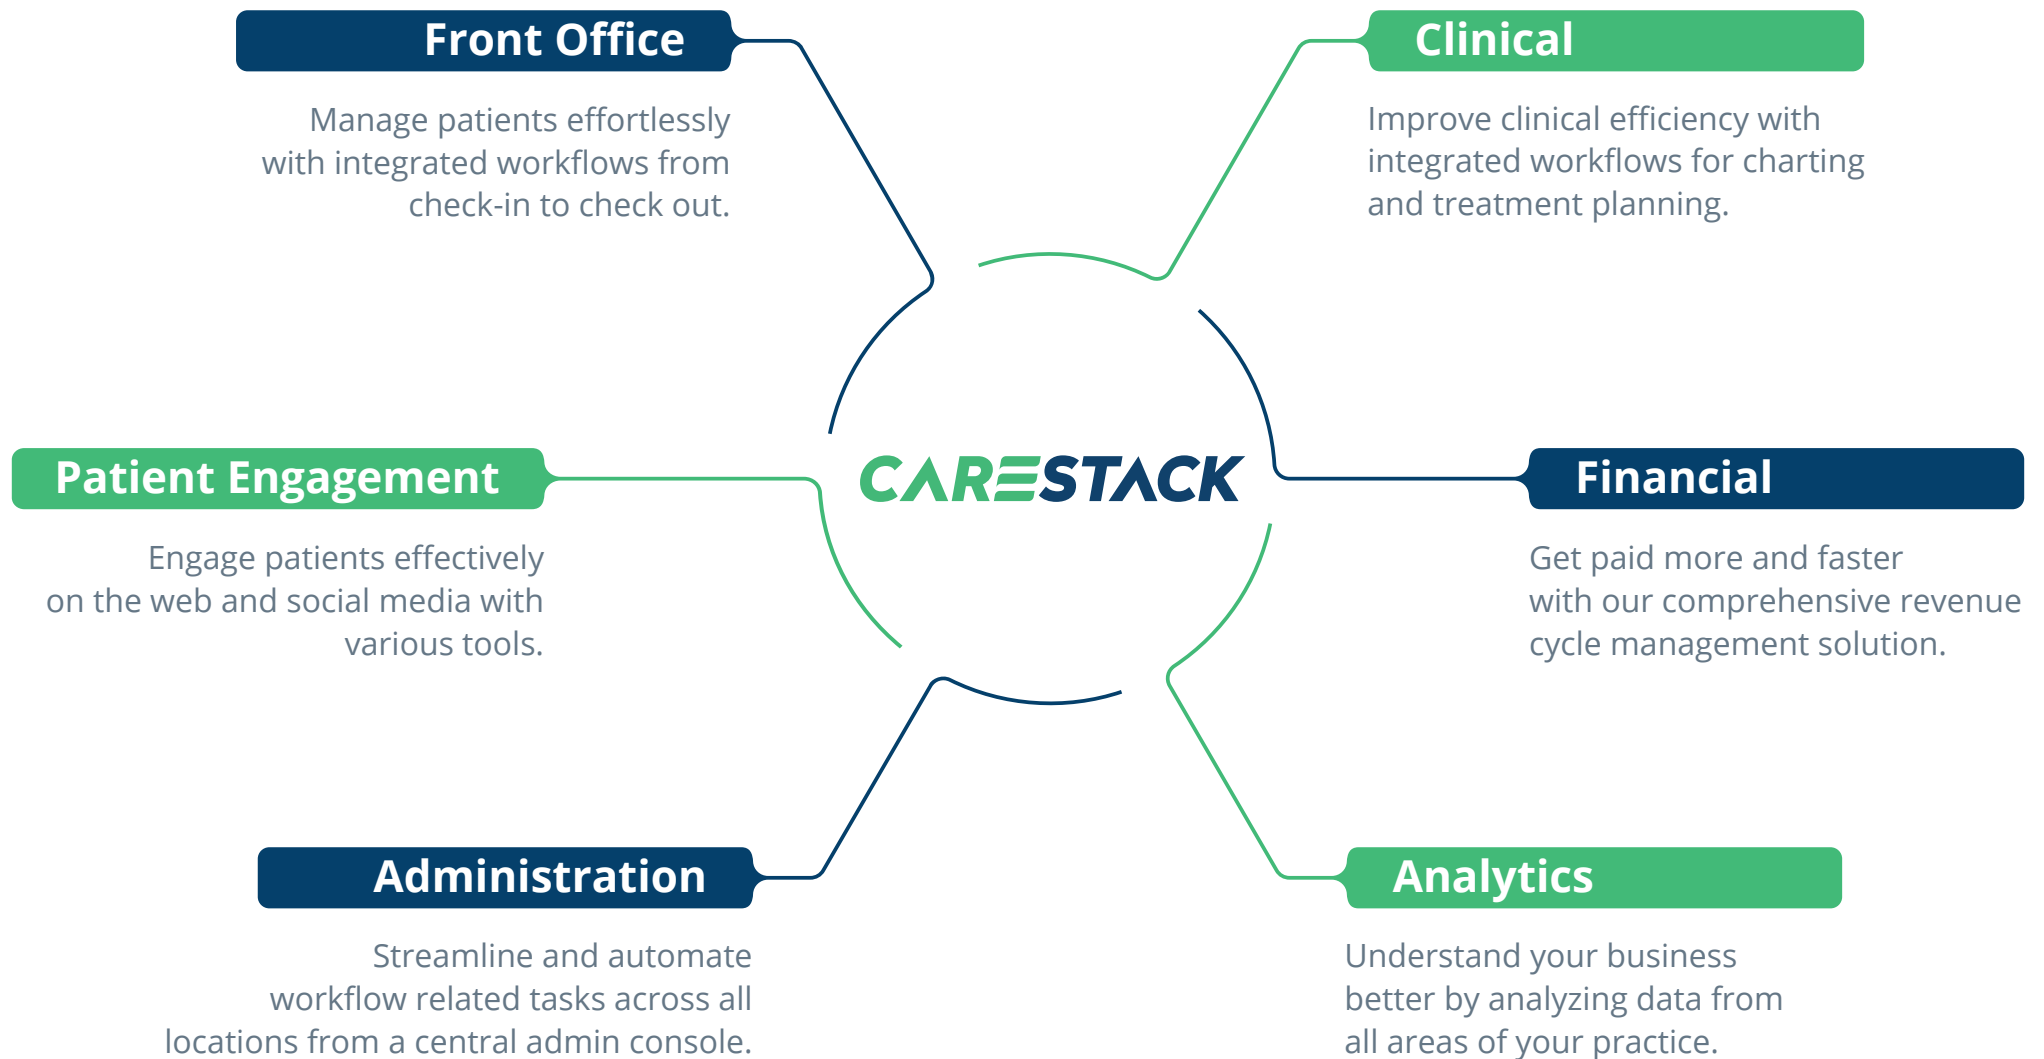 Front Office
Manage patients effortlessly
with integrated workflows from
check-in to check out.
Clinical
Improve clinical efficiency with
integrated workflows for charting
and treatment planning.
Patient Engagement
Engage patients effectively
on the web and social media with
various tools.
CARESTACK
Financial
Get paid more and faster
with our comprehensive revenue
cycle management solution.
Administration
Streamline and automate
workflow related tasks across all
locations from a central admin console.
Analytics
Understand your business
better by analyzing data from
all areas of your practice.